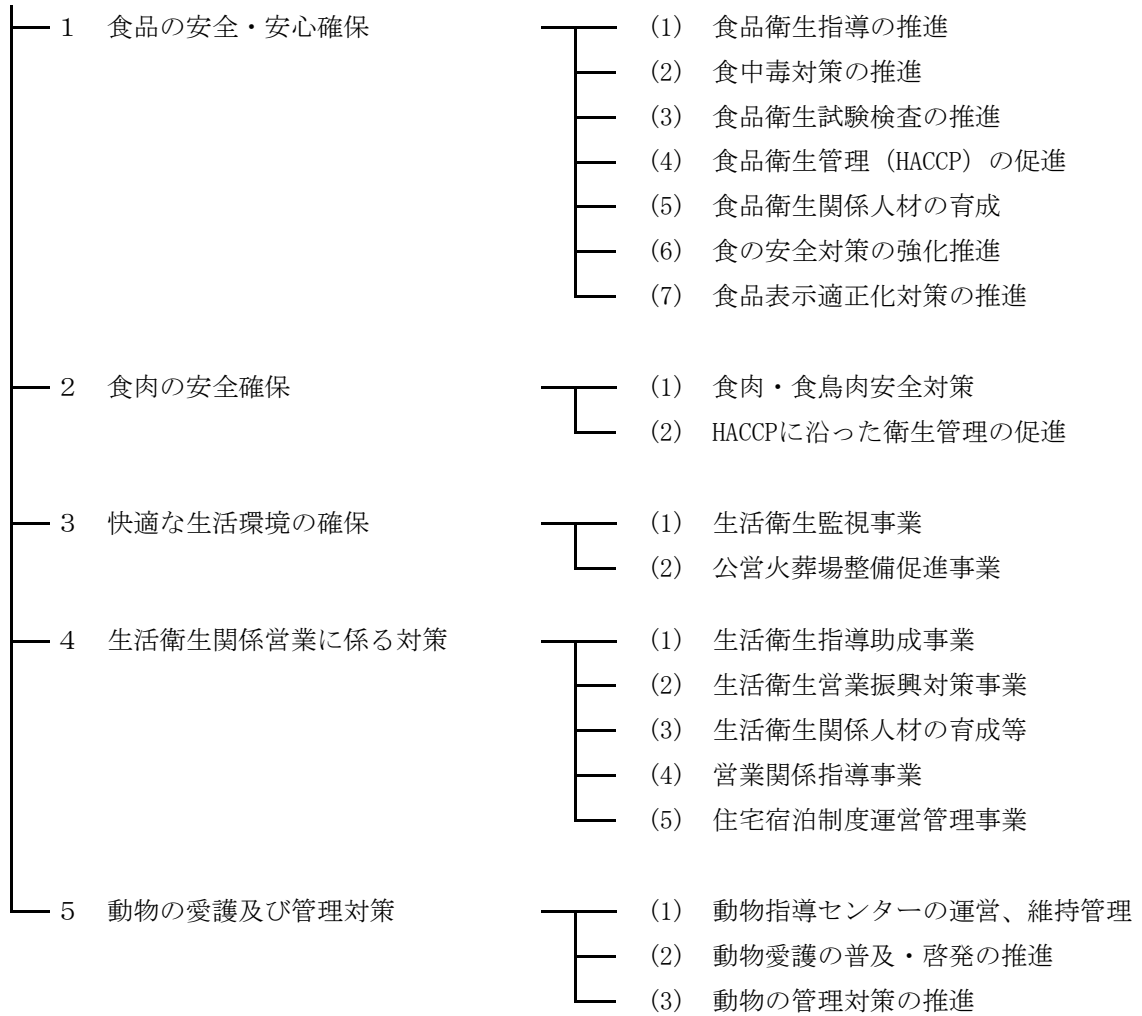 1 食品の安全・安心確保
(1) 食品衛生指導の推進
(2) 食中毒対策の推進
(3) 食品衛生試験検査の推進
(4) 食品衛生管理（HACCP）の促進
(5) 食品衛生関係人材の育成
(6) 食の安全対策の強化推進
(7) 食品表示適正化対策の推進
2 食肉の安全確保
(1) 食肉・食鳥肉安全対策
(2) HACCPに沿った衛生管理の促進
3 快適な生活環境の確保
(1) 生活衛生監視事業
(2) 公営火葬場整備促進事業
4 生活衛生関係営業に係る対策
(1) 生活衛生指導助成事業
(2) 生活衛生営業振興対策事業
(3) 生活衛生関係人材の育成等
(4) 営業関係指導事業
(5) 住宅宿泊制度運営管理事業
5 動物の愛護及び管理対策
(1) 動物指導センターの運営、維持管理
(2) 動物愛護の普及・啓発の推進
(3) 動物の管理対策の推進